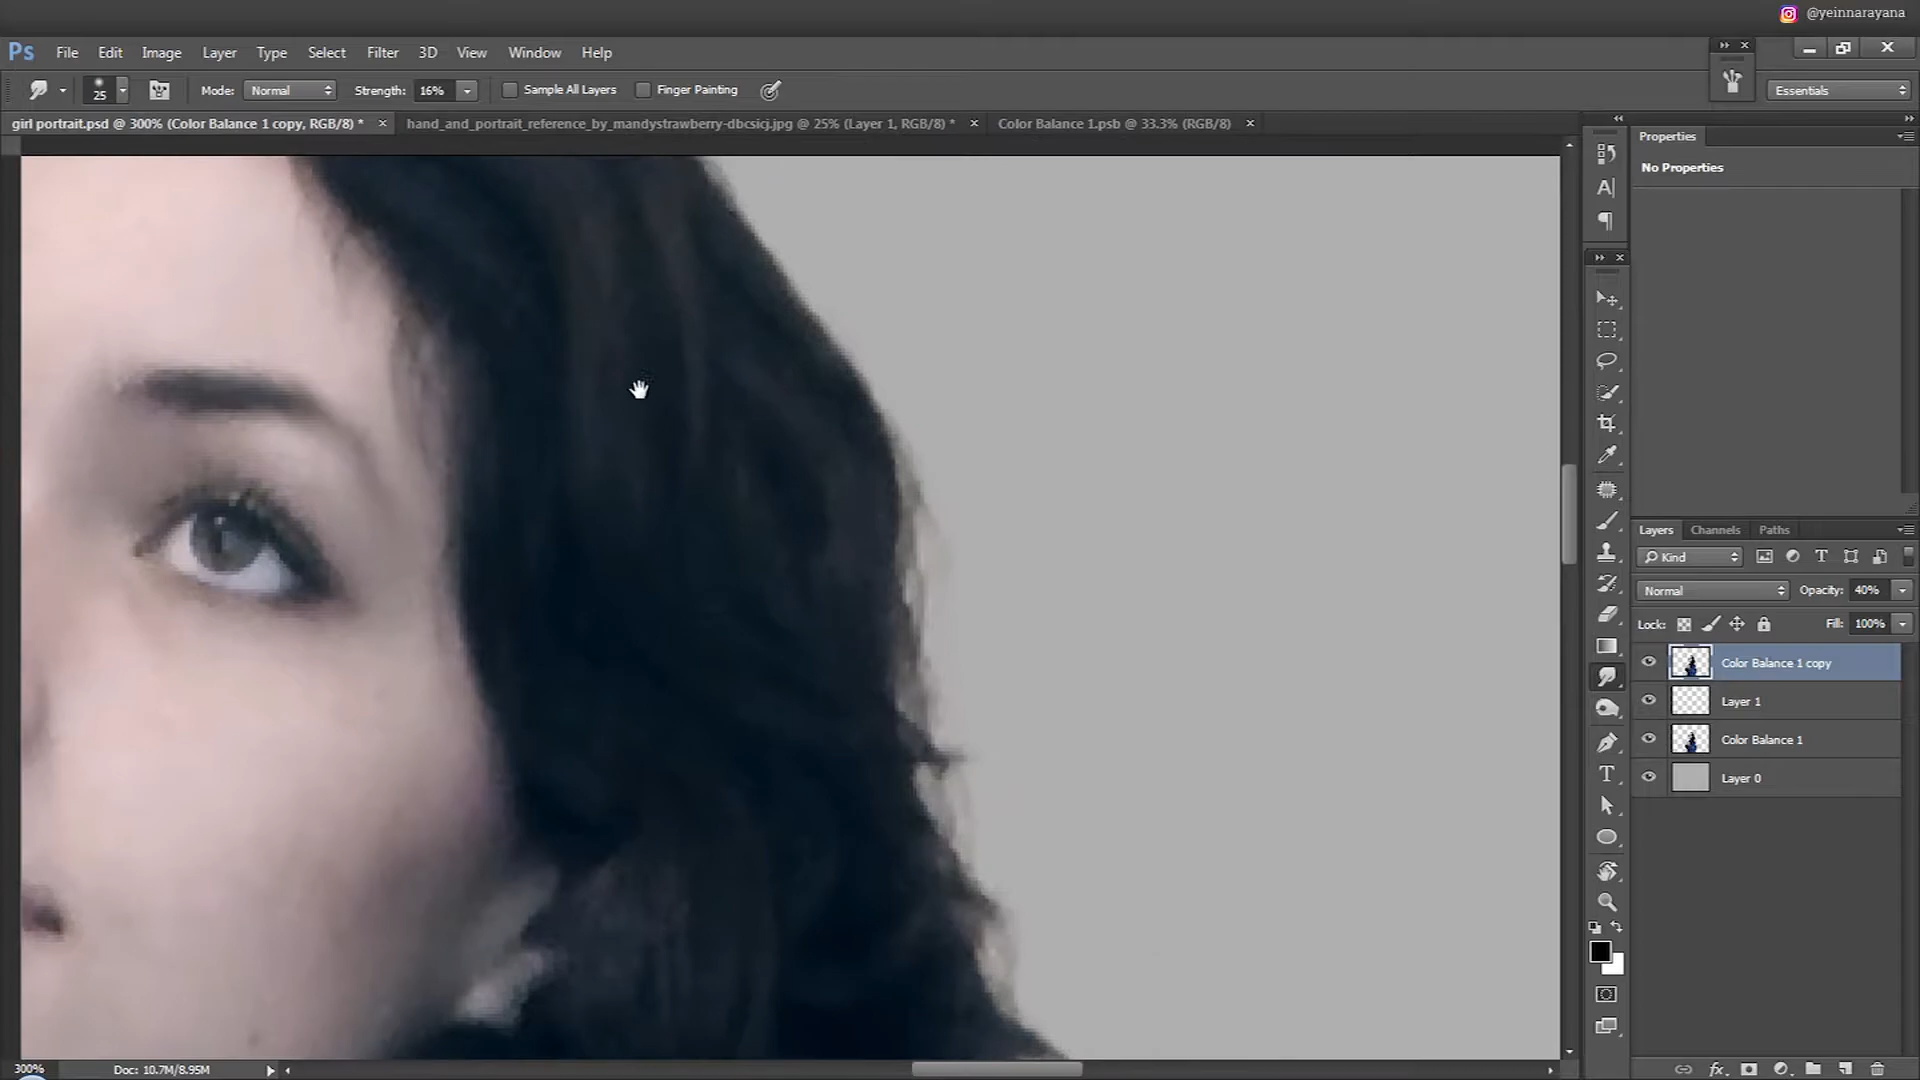 @yeinnarayana
Ps File Edit Image Layer Type Select Filter 3D View Window Help
25 Mode: Normal Strength: 16% Sample All Layers Finger Painting Essentials
girl portrait.psd @ 300% (Color Balance 1 copy, RGB/8) * hand_and_portrait_reference_by_mandystrawberry-dbcsicj.jpg @ 25% (Layer 1, RGB/8) * Color Balance 1.psb @ 33.3% (RGB/8)
Properties
No Properties
Layers Channels Paths
Kind
Normal Opacity: 40%
Lock: Fill: 100%
Color Balance 1 copy
Layer 1
Color Balance 1
Layer 0
300% Doc: 10.7M/8.95M